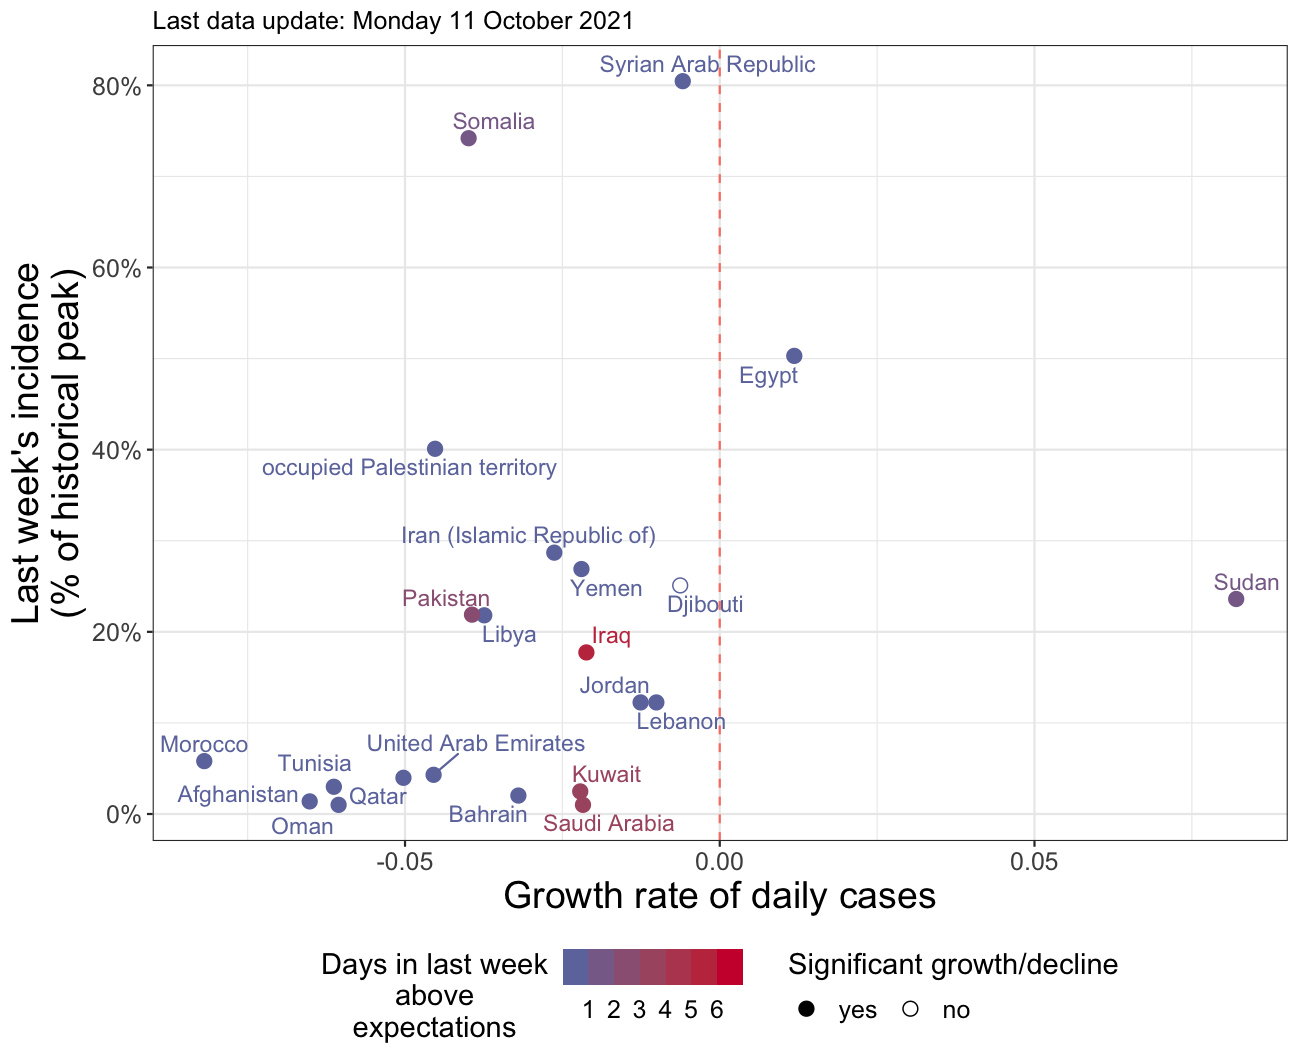 Last data update: Monday 11 October 2021
Last week's incidence
(% of historical peak)
80%
60%
40%
20%
0%
Syrian Arab Republic
Somalia
Egypt
occupied Palestinian territory
Iran (Islamic Republic of)
Yemen
Djibouti
Sudan
Pakistan
Libya
Iraq
Jordan
Lebanon
Morocco
United Arab Emirates
Tunisia
Kuwait
Afghanistan
Qatar
Bahrain
Saudi Arabia
Oman
-0.05
0.00
0.05
Growth rate of daily cases
Days in last week
above
expectations
1 2 3 4 5 6
Significant growth/decline
yes
no